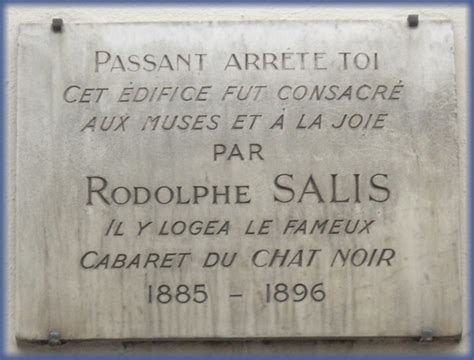 PASSANT ARRÊTE TOI
CET ÉDIFICE FUT CONSACRÉ
AUX MUSES ET À LA JOIE
PAR
RODOLPHE SALIS
IL Y LOGEA LE FAMEUX
CABARET DU CHAT NOIR
1885 – 1896